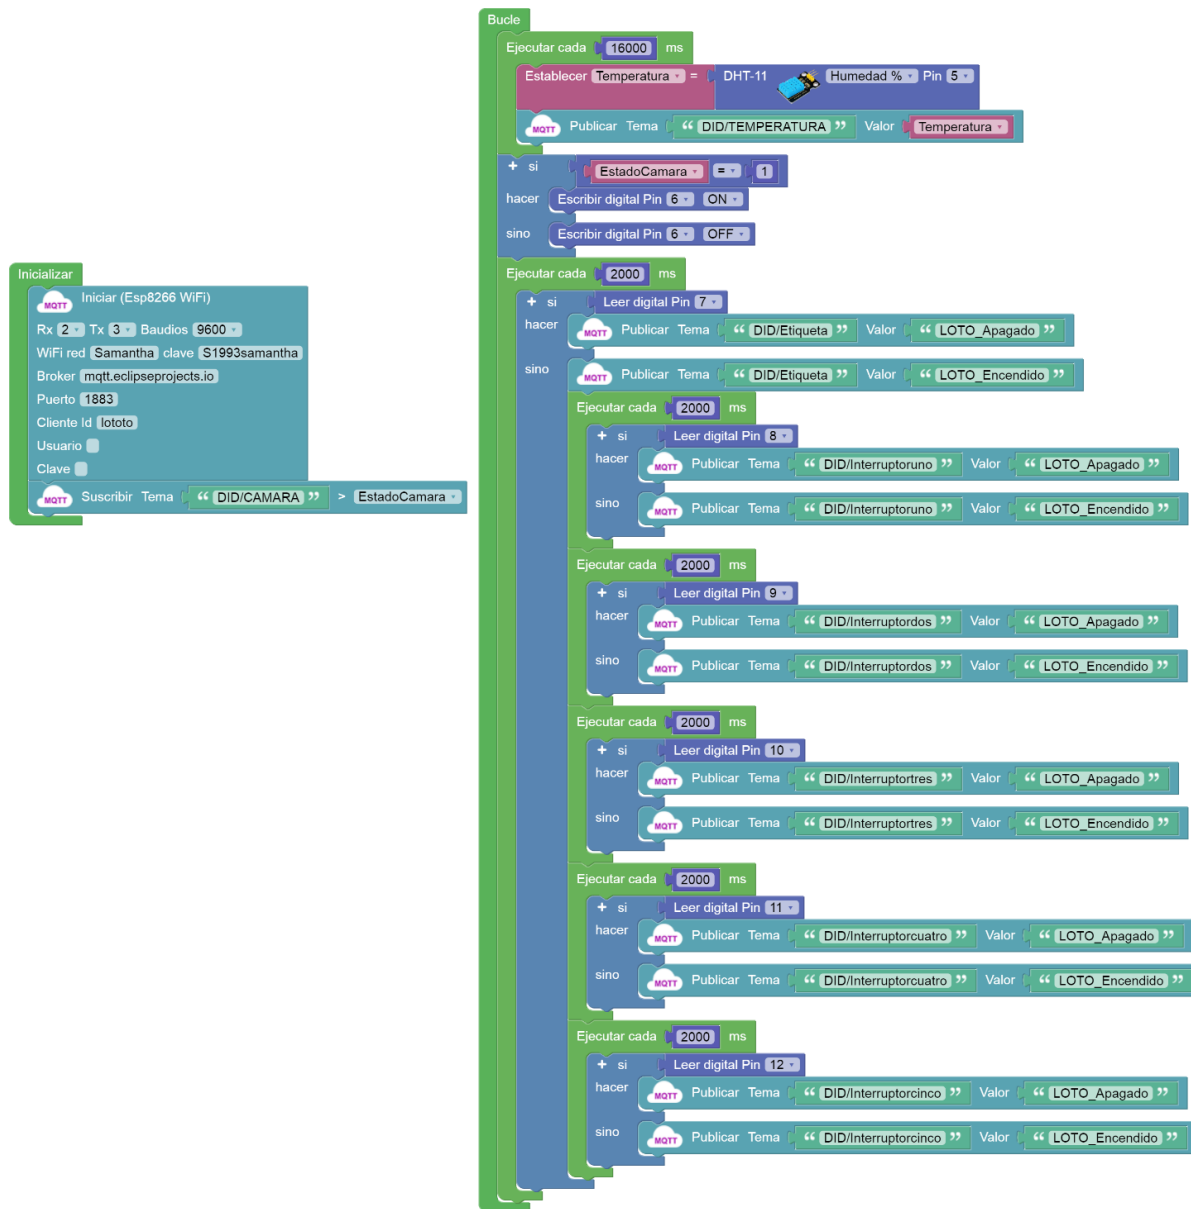 Inicializar
MQTT Iniciar (Esp8266 WiFi)
Rx 2 Tx 3 Baudios 9600
WiFi red Samantha clave S1993samantha
Broker mqtt.eclipseprojects.io
Puerto 1883
Cliente Id lototo
Usuario
Clave
MQTT Suscribir Tema “ DID/CAMARA ” > EstadoCamara
Bucle
Ejecutar cada 16000 ms
Establecer Temperatura = DHT-11 Humedad % Pin 5
MQTT Publicar Tema “ DID/TEMPERATURA ” Valor Temperatura
+ si EstadoCamara = 1
hacer Escribir digital Pin 6 ON
sino Escribir digital Pin 6 OFF
Ejecutar cada 2000 ms
+ si Leer digital Pin 7
hacer MQTT Publicar Tema “ DID/Etiqueta ” Valor “ LOTO_Apagado ”
sino MQTT Publicar Tema “ DID/Etiqueta ” Valor “ LOTO_Encendido ”
Ejecutar cada 2000 ms
+ si Leer digital Pin 8
hacer MQTT Publicar Tema “ DID/Interruptoruno ” Valor “ LOTO_Apagado ”
sino MQTT Publicar Tema “ DID/Interruptoruno ” Valor “ LOTO_Encendido ”
Ejecutar cada 2000 ms
+ si Leer digital Pin 9
hacer MQTT Publicar Tema “ DID/Interruptordos ” Valor “ LOTO_Apagado ”
sino MQTT Publicar Tema “ DID/Interruptordos ” Valor “ LOTO_Encendido ”
Ejecutar cada 2000 ms
+ si Leer digital Pin 10
hacer MQTT Publicar Tema “ DID/Interruptortres ” Valor “ LOTO_Apagado ”
sino MQTT Publicar Tema “ DID/Interruptortres ” Valor “ LOTO_Encendido ”
Ejecutar cada 2000 ms
+ si Leer digital Pin 11
hacer MQTT Publicar Tema “ DID/Interruptorcuatro ” Valor “ LOTO_Apagado ”
sino MQTT Publicar Tema “ DID/Interruptorcuatro ” Valor “ LOTO_Encendido ”
Ejecutar cada 2000 ms
+ si Leer digital Pin 12
hacer MQTT Publicar Tema “ DID/Interruptorcinco ” Valor “ LOTO_Apagado ”
sino MQTT Publicar Tema “ DID/Interruptorcinco ” Valor “ LOTO_Encendido ”